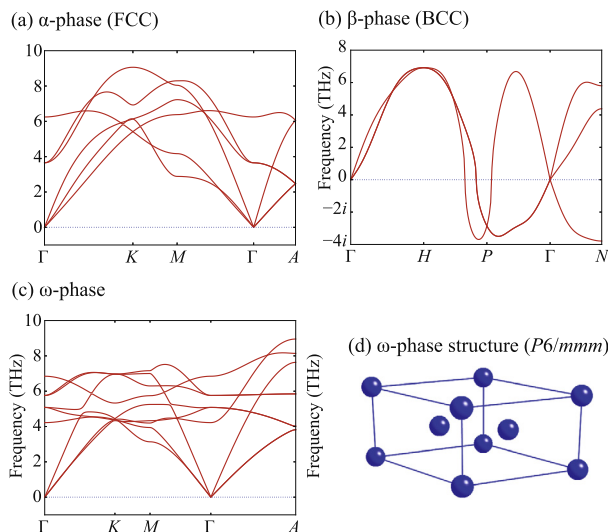 (a) α-phase (FCC)
10
8
6
4
2
0
Γ K M Γ A
(b) β-phase (BCC)
Frequency (THz)
8
6
4
2
0
−2i
−4i
Γ H P Γ N
(c) ω-phase
Frequency (THz)
10
8
6
4
2
0
Γ K M Γ A
Frequency (THz)
(d) ω-phase structure (P6/mmm)